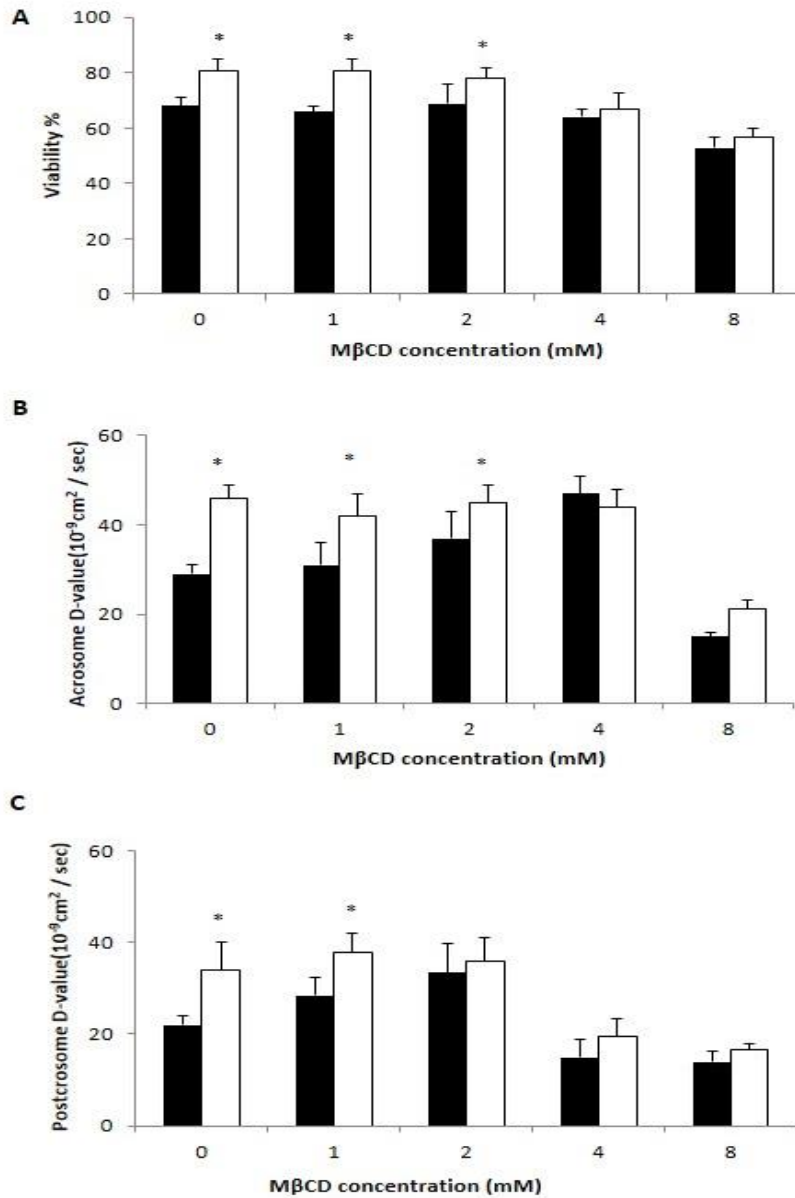 A
100
80
60
40
20
0
Viability %
* * *
0 1 2 4 8
MβCD concentration (mM)
B
60
40
20
0
Acrosome D-value(10⁻⁹cm² / sec)
* * *
0 1 2 4 8
MβCD concentration (mM)
C
60
40
20
0
Postcrosome D-value(10⁻⁹cm² / sec)
* *
0 1 2 4 8
MβCD concentration (mM)